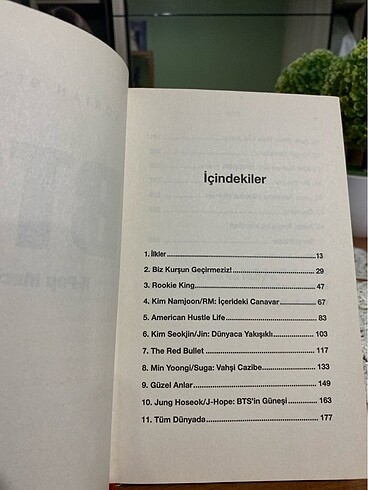 İçindekiler
1. İlkler 13
2. Biz Kurşun Geçirmeziz! 29
3. Rookie King 47
4. Kim Namjoon/RM: İçerideki Canavar 67
5. American Hustle Life 83
6. Kim Seokjin/Jin: Dünyaca Yakışıklı 103
7. The Red Bullet 117
8. Min Yoongi/Suga: Vahşi Cazibe 133
9. Güzel Anlar 149
10. Jung Hoseok/J-Hope: BTS'in Güneşi 163
11. Tüm Dünyada 177